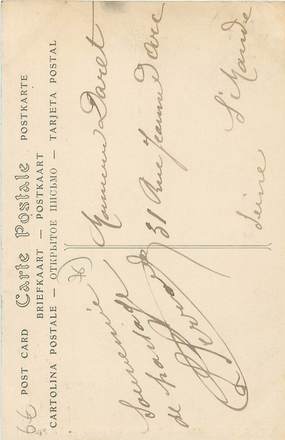 POST CARD Carte Postale POSTKARTE
BRIEFKAART — POSTKAART
CARTOLINA POSTALE — ОТКРЫТОЕ ПИСЬМО — TARJETA POSTAL
66
Souvenir
de
Monsieur Daret
31 Rue Jeanne d'arc
St Mandé
Seine